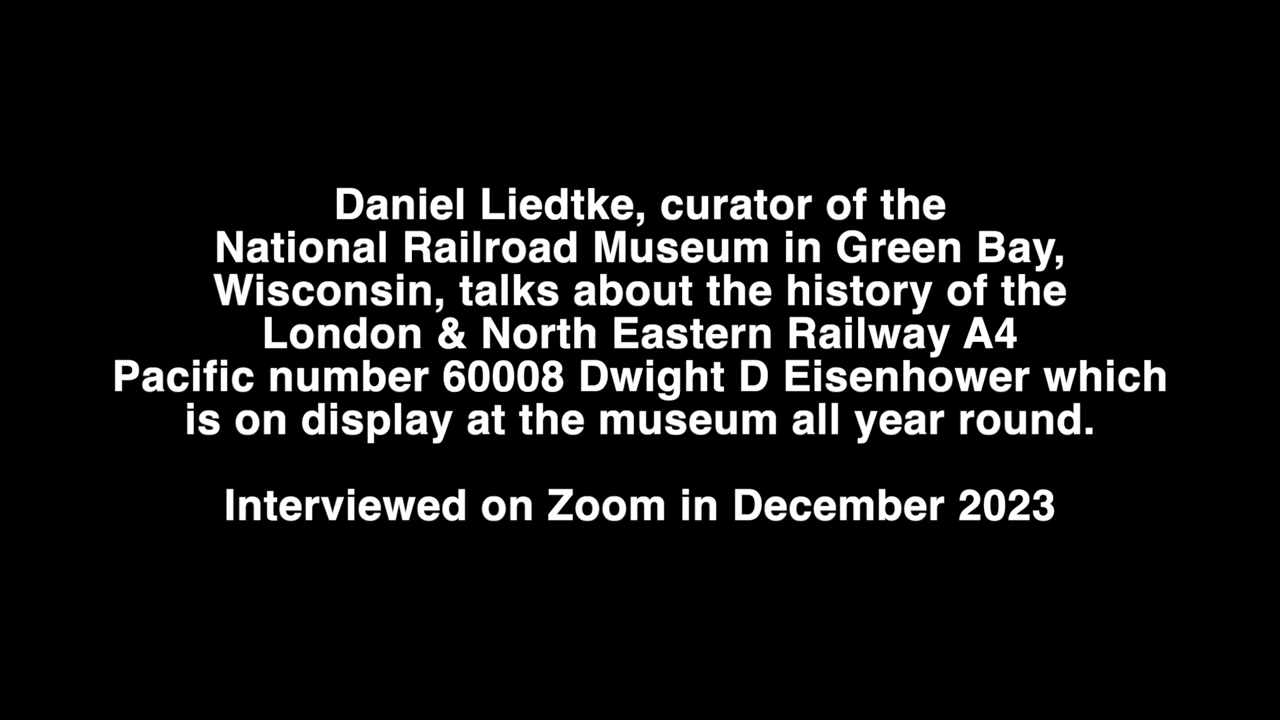 Daniel Liedtke, curator of the
National Railroad Museum in Green Bay,
Wisconsin, talks about the history of the
London & North Eastern Railway A4
Pacific number 60008 Dwight D Eisenhower which
is on display at the museum all year round.
Interviewed on Zoom in December 2023